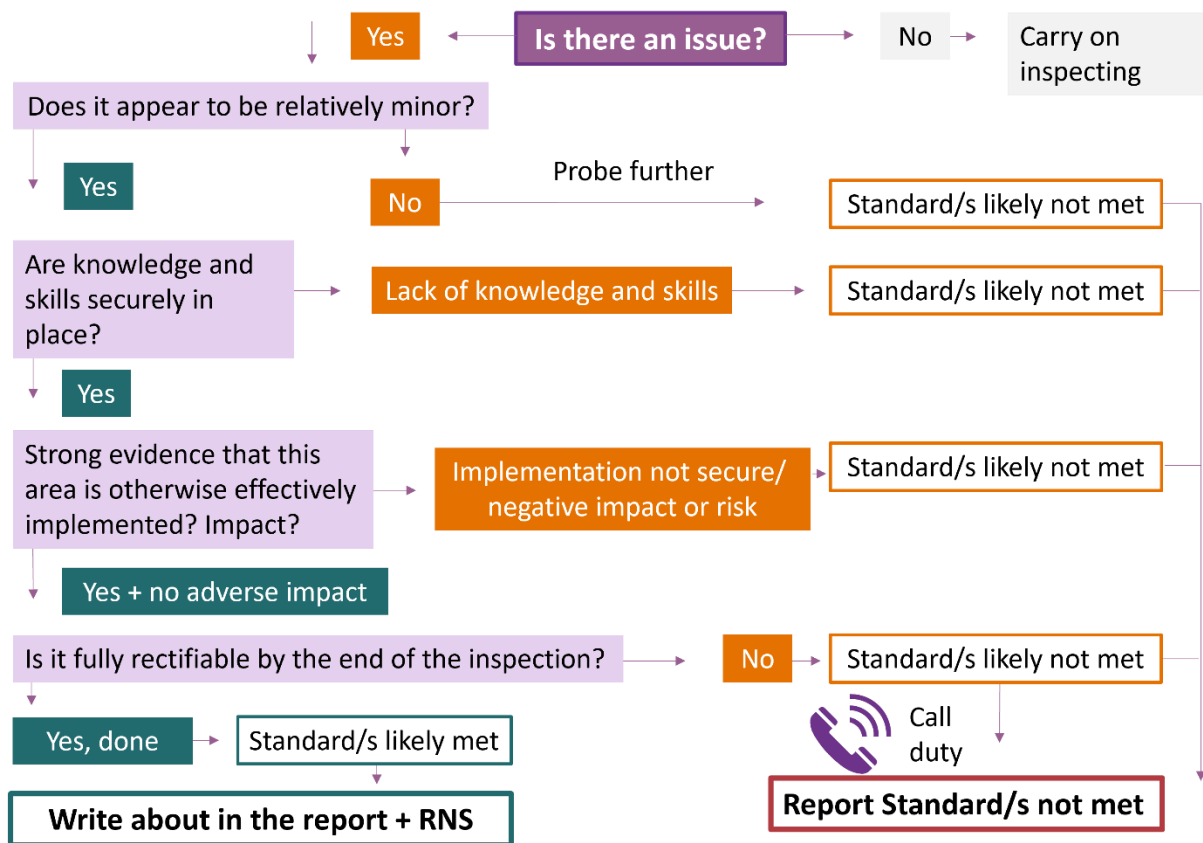 Yes
Is there an issue?
No
Carry on
inspecting
Does it appear to be relatively minor?
Yes
No
Probe further
Standard/s likely not met
Are knowledge and
skills securely in
place?
Lack of knowledge and skills
Standard/s likely not met
Yes
Strong evidence that this
area is otherwise effectively
implemented? Impact?
Implementation not secure/
negative impact or risk
Standard/s likely not met
Yes + no adverse impact
Is it fully rectifiable by the end of the inspection?
No
Standard/s likely not met
Yes, done
Standard/s likely met
Call
duty
Write about in the report + RNS
Report Standard/s not met